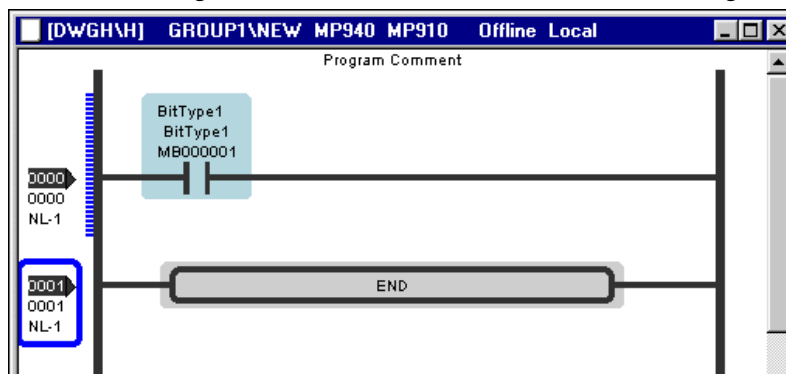 [DWGH\H] GROUP1\NEW MP940 MP910 Offline Local
Program Comment
BitType1
BitType1
MB000001
0000
0000
NL-1
0001
END
0001
NL-1